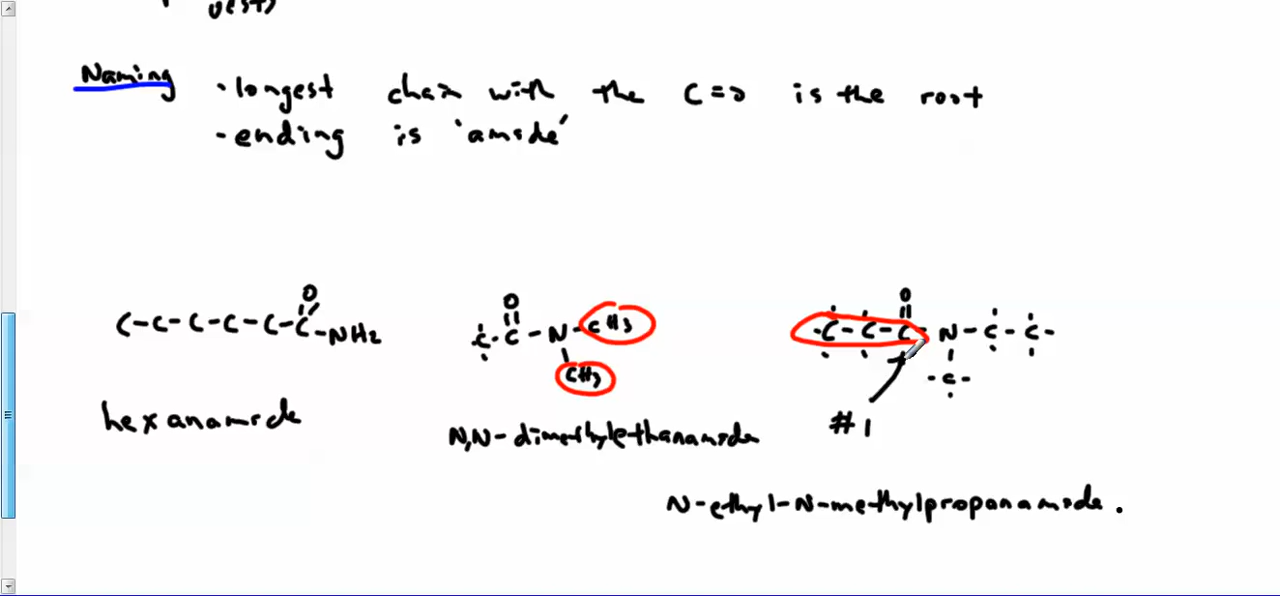 Naming · longest chain with the C=O is the root
· ending is 'amide'
O
C-C-C-C-C-C-NH2
hexanamide
O
C-C-N-CH3
CH3
N,N-dimethylethanamide
O
-C-C-C-N-C-C-
-C-
#1
N-ethyl-N-methylpropanamide.